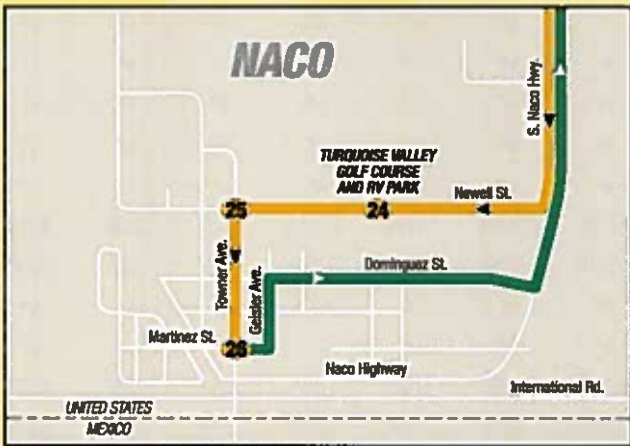 NACO
S. Naco Hwy.
TURQUOISE VALLEY
GOLF COURSE
AND RV PARK
Newell St.
25
24
Towner Ave.
Geisler Ave.
Dominguez St.
Martinez St.
26
Naco Highway
International Rd.
UNITED STATES
MEXICO